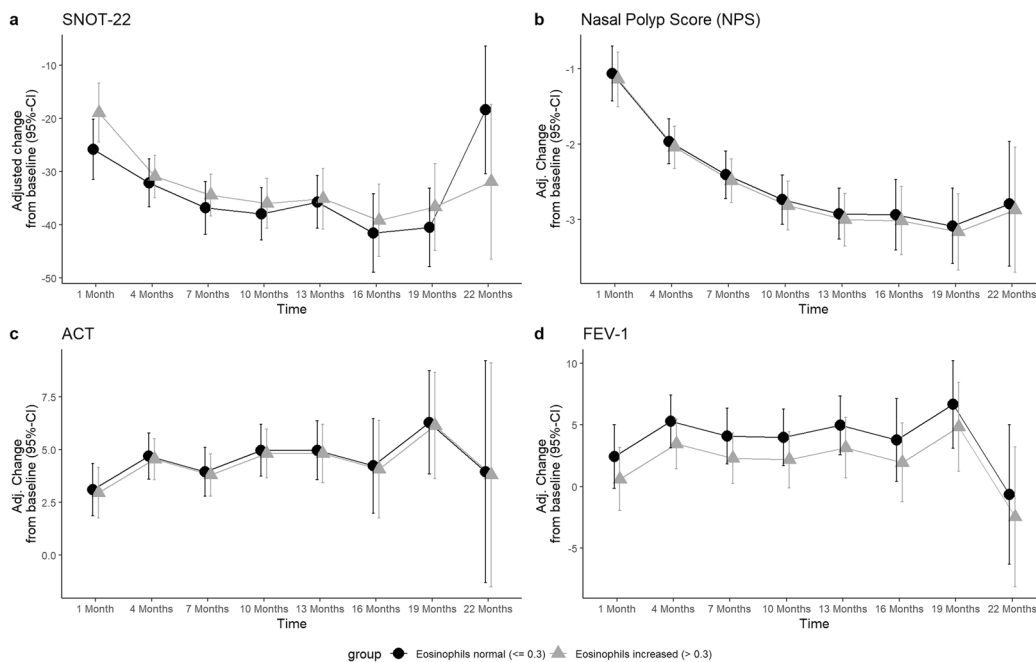 a SNOT-22
Adjusted change
from baseline (95%-CI)
-10
-20
-30
-40
-50
1 Month 4 Months 7 Months 10 Months 13 Months 16 Months 19 Months 22 Months
Time
b Nasal Polyp Score (NPS)
Adj. Change
from baseline (95%-CI)
-1
-2
-3
1 Month 4 Months 7 Months 10 Months 13 Months 16 Months 19 Months 22 Months
Time
c ACT
Adj. Change
from baseline (95%-CI)
7.5
5.0
2.5
0.0
1 Month 4 Months 7 Months 10 Months 13 Months 16 Months 19 Months 22 Months
Time
d FEV-1
Adj. Change
from baseline (95%-CI)
10
5
0
-5
1 Month 4 Months 7 Months 10 Months 13 Months 16 Months 19 Months 22 Months
Time
group Eosinophils normal (<= 0.3) Eosinophils increased (> 0.3)